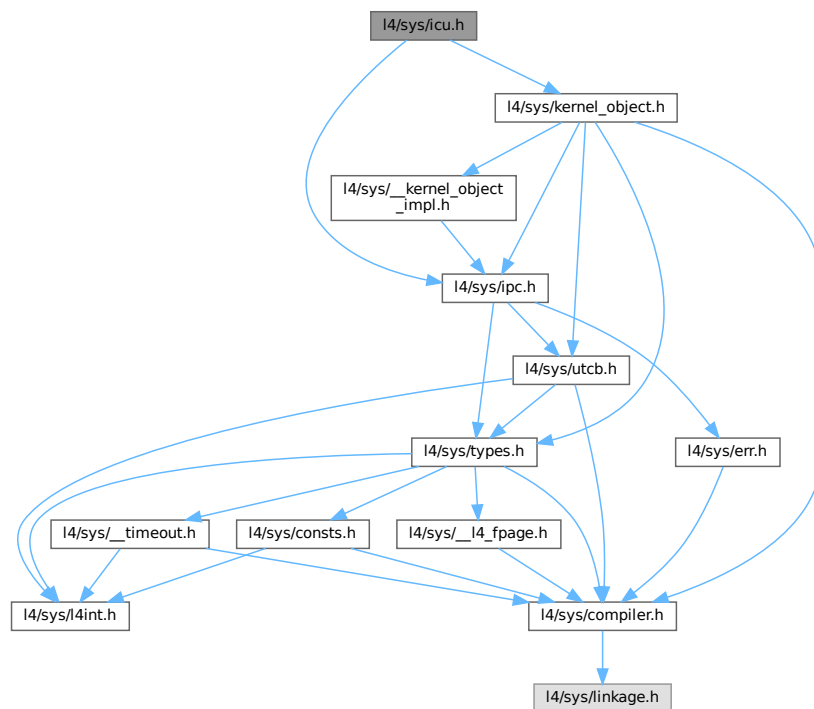 l4/sys/icu.h
l4/sys/kernel_object.h
l4/sys/__kernel_object
_impl.h
l4/sys/ipc.h
l4/sys/utcb.h
l4/sys/types.h
l4/sys/err.h
l4/sys/__timeout.h
l4/sys/consts.h
l4/sys/__l4_fpage.h
l4/sys/l4int.h
l4/sys/compiler.h
l4/sys/linkage.h